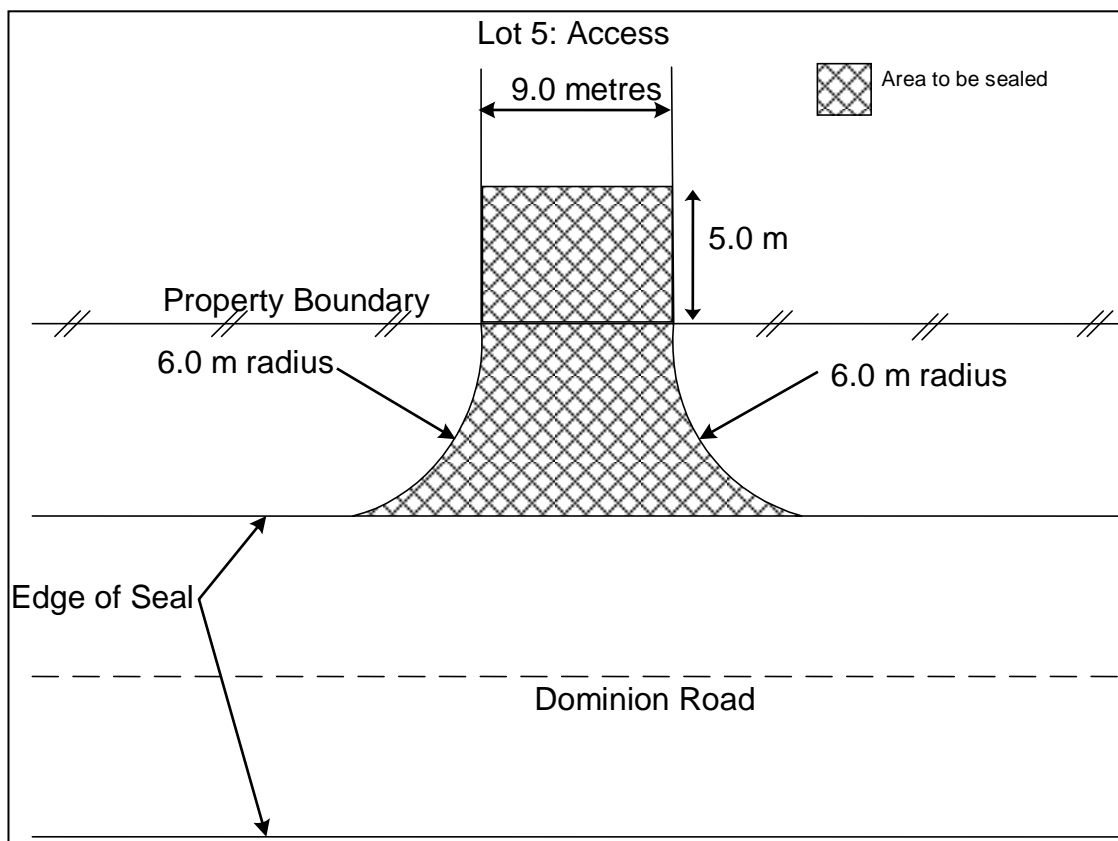 Lot 5: Access
9.0 metres
Area to be sealed
5.0 m
Property Boundary
6.0 m radius
6.0 m radius
Edge of Seal
Dominion Road